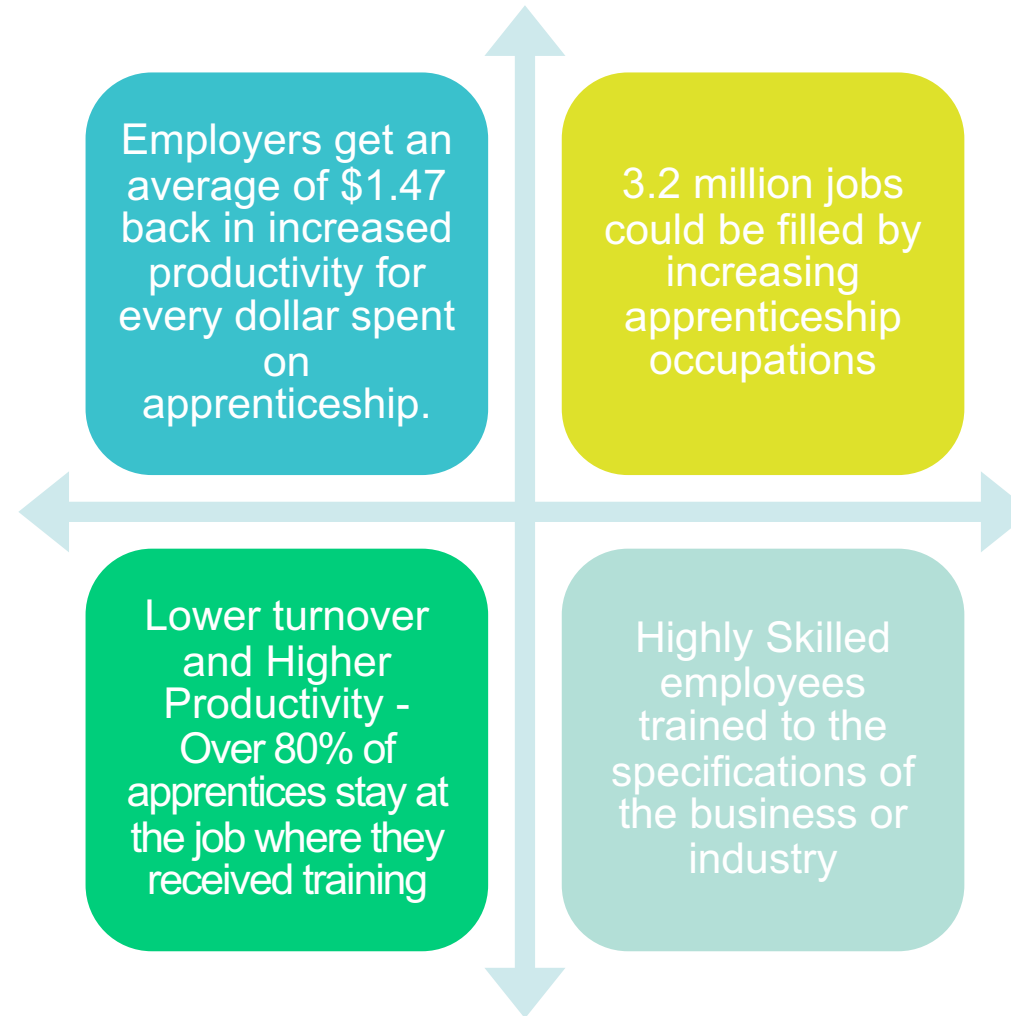 Employers get an
average of $1.47
back in increased
productivity for
every dollar spent
on
apprenticeship.
3.2 million jobs
could be filled by
increasing
apprenticeship
occupations
Lower turnover
and Higher
Productivity -
Over 80% of
apprentices stay at
the job where they
received training
Highly Skilled
employees
trained to the
specifications of
the business or
industry